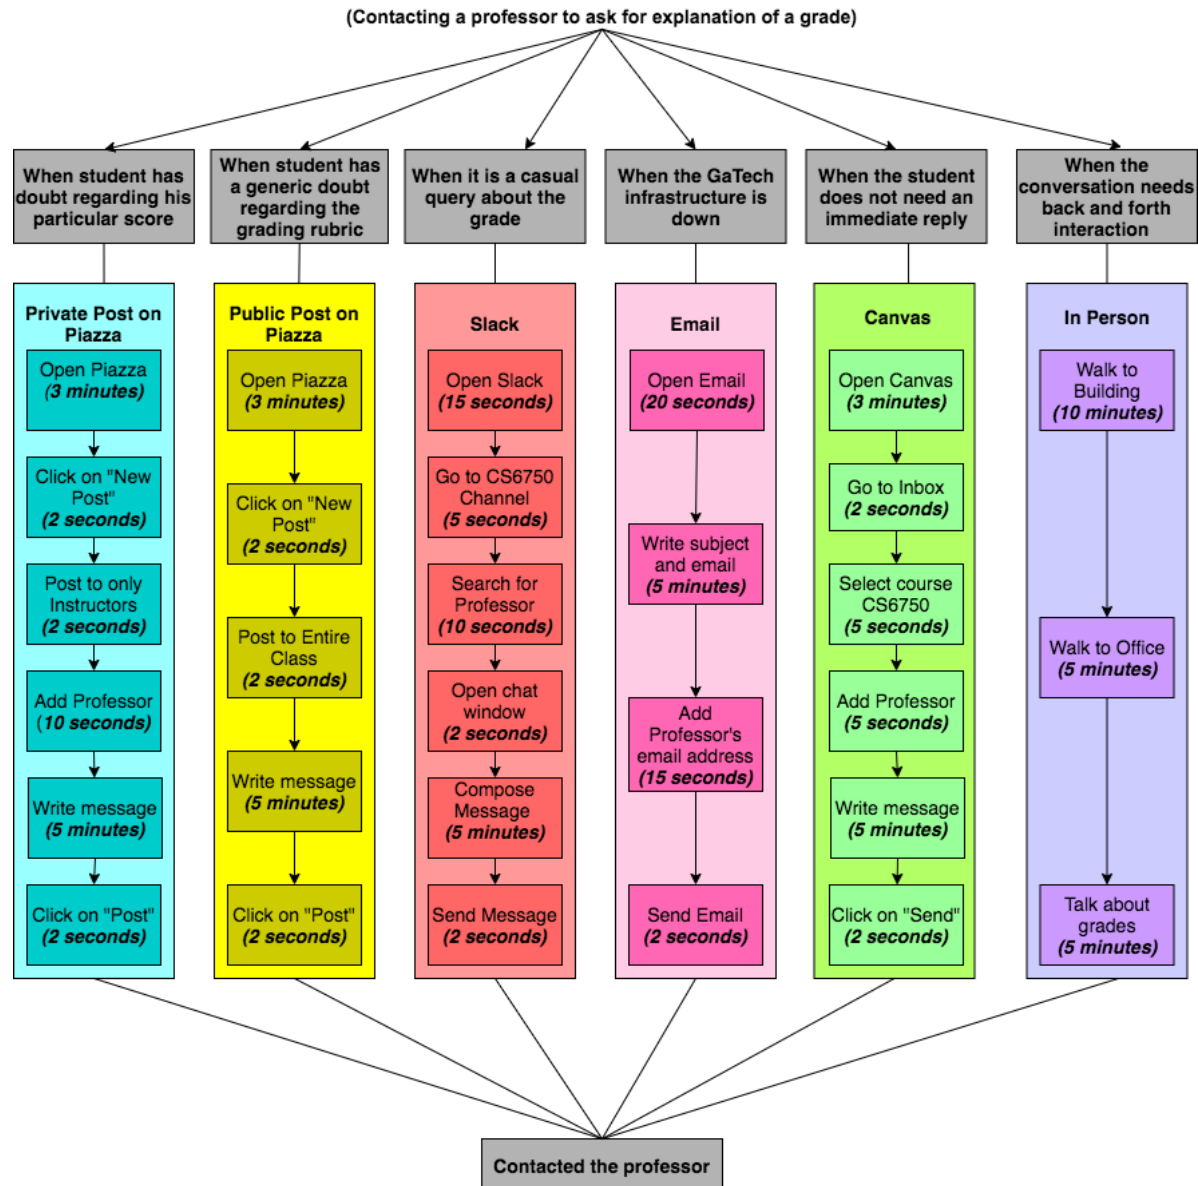 (Contacting a professor to ask for explanation of a grade)
When student has
doubt regarding his
particular score
When student has
a generic doubt
regarding the
grading rubric
When it is a casual
query about the
grade
When the GaTech
infrastructure is
down
When the student
does not need an
immediate reply
When the
conversation needs
back and forth
interaction
Private Post on
Piazza
Open Piazza
(3 minutes)
Click on "New
Post"
(2 seconds)
Post to only
Instructors
(2 seconds)
Add Professor
(10 seconds)
Write message
(5 minutes)
Click on "Post"
(2 seconds)
Public Post on
Piazza
Open Piazza
(3 minutes)
Click on "New
Post"
(2 seconds)
Post to Entire
Class
(2 seconds)
Write message
(5 minutes)
Click on "Post"
(2 seconds)
Slack
Open Slack
(15 seconds)
Go to CS6750
Channel
(5 seconds)
Search for
Professor
(10 seconds)
Open chat
window
(2 seconds)
Compose
Message
(5 minutes)
Send Message
(2 seconds)
Email
Open Email
(20 seconds)
Write subject
and email
(5 minutes)
Add
Professor's
email address
(15 seconds)
Send Email
(2 seconds)
Canvas
Open Canvas
(3 minutes)
Go to Inbox
(2 seconds)
Select course
CS6750
(5 seconds)
Add Professor
(5 seconds)
Write message
(5 minutes)
Click on "Send"
(2 seconds)
In Person
Walk to
Building
(10 minutes)
Walk to Office
(5 minutes)
Talk about
grades
(5 minutes)
Contacted the professor